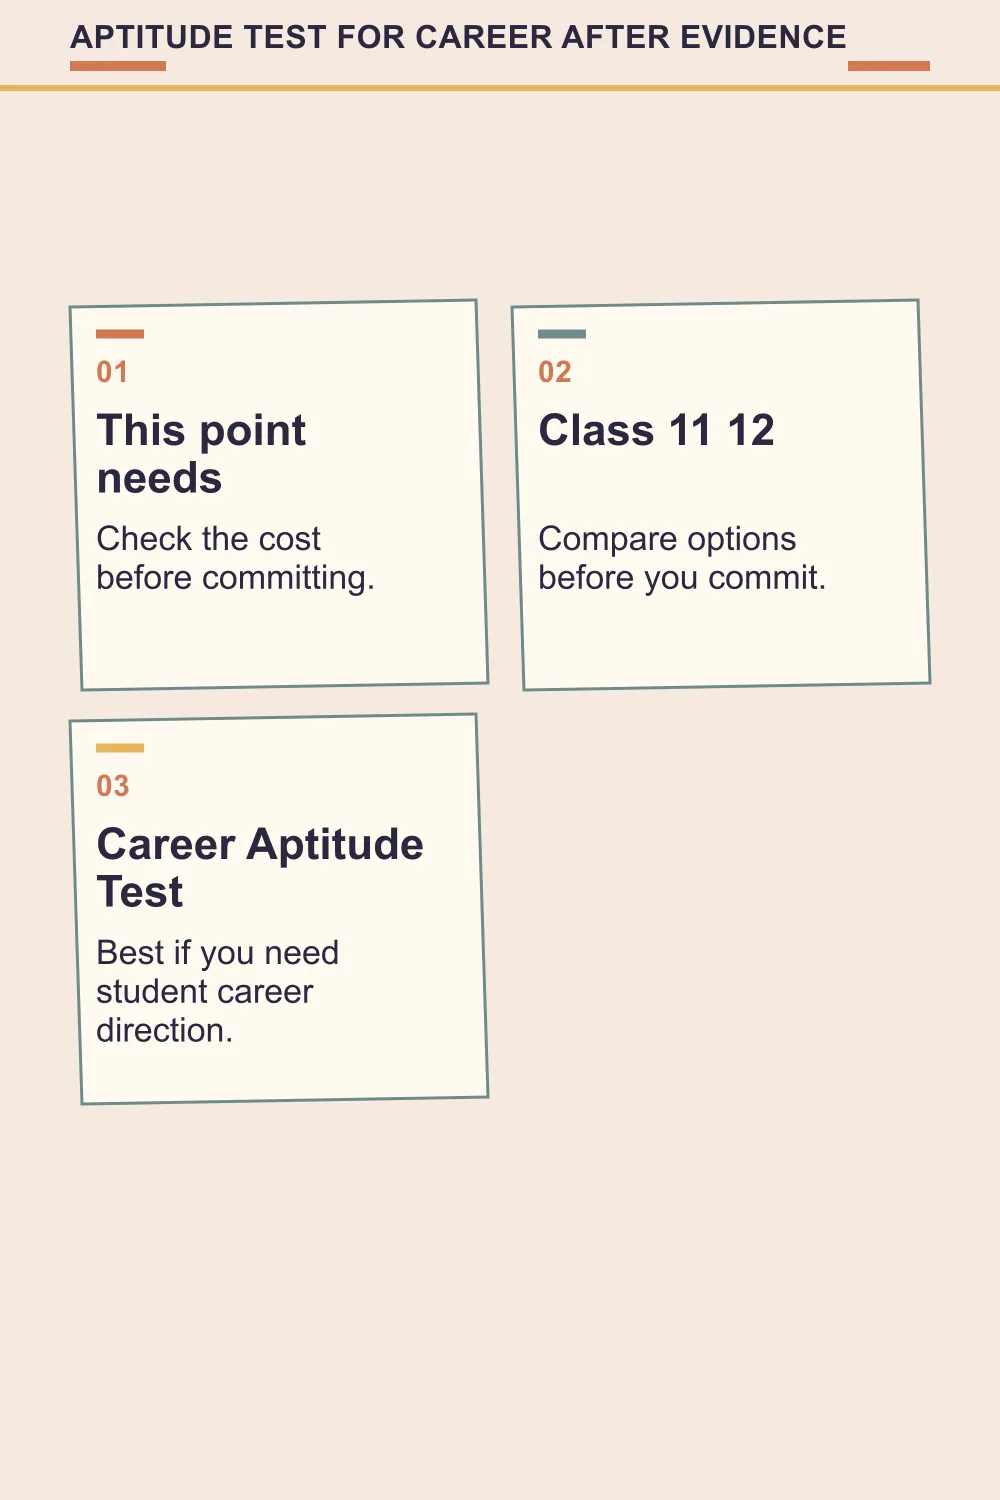 APTITUDE TEST FOR CAREER AFTER EVIDENCE
01
This point
needs
Check the cost
before committing.
02
Class 11 12
Compare options
before you commit.
03
Career Aptitude
Test
Best if you need
student career
direction.